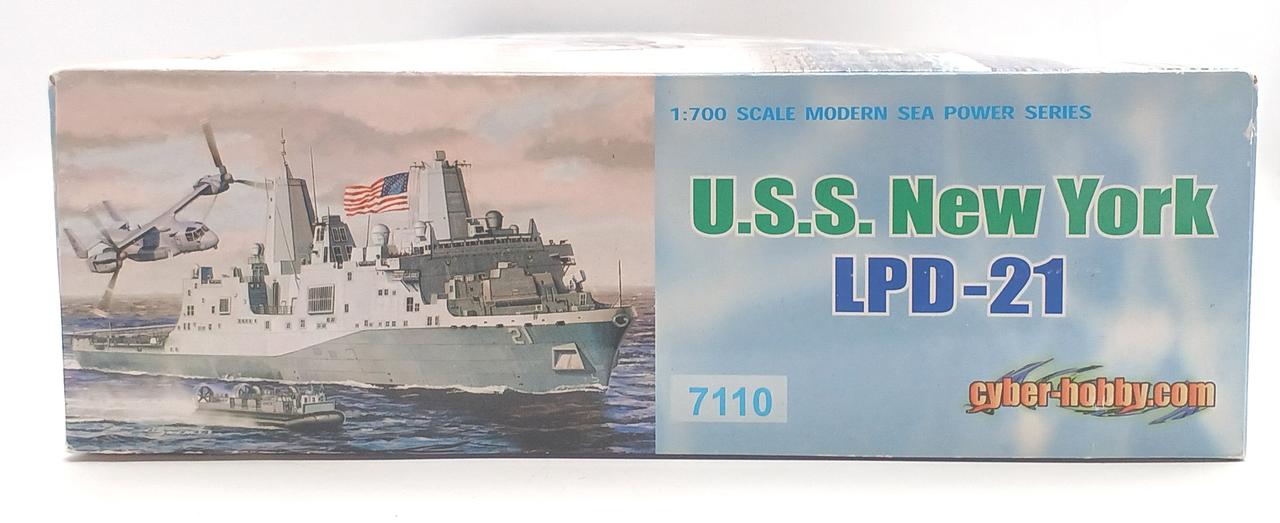 21
1:700 SCALE MODERN SEA POWER SERIES
U.S.S. New York
LPD-21
7110
cyber-hobby.com